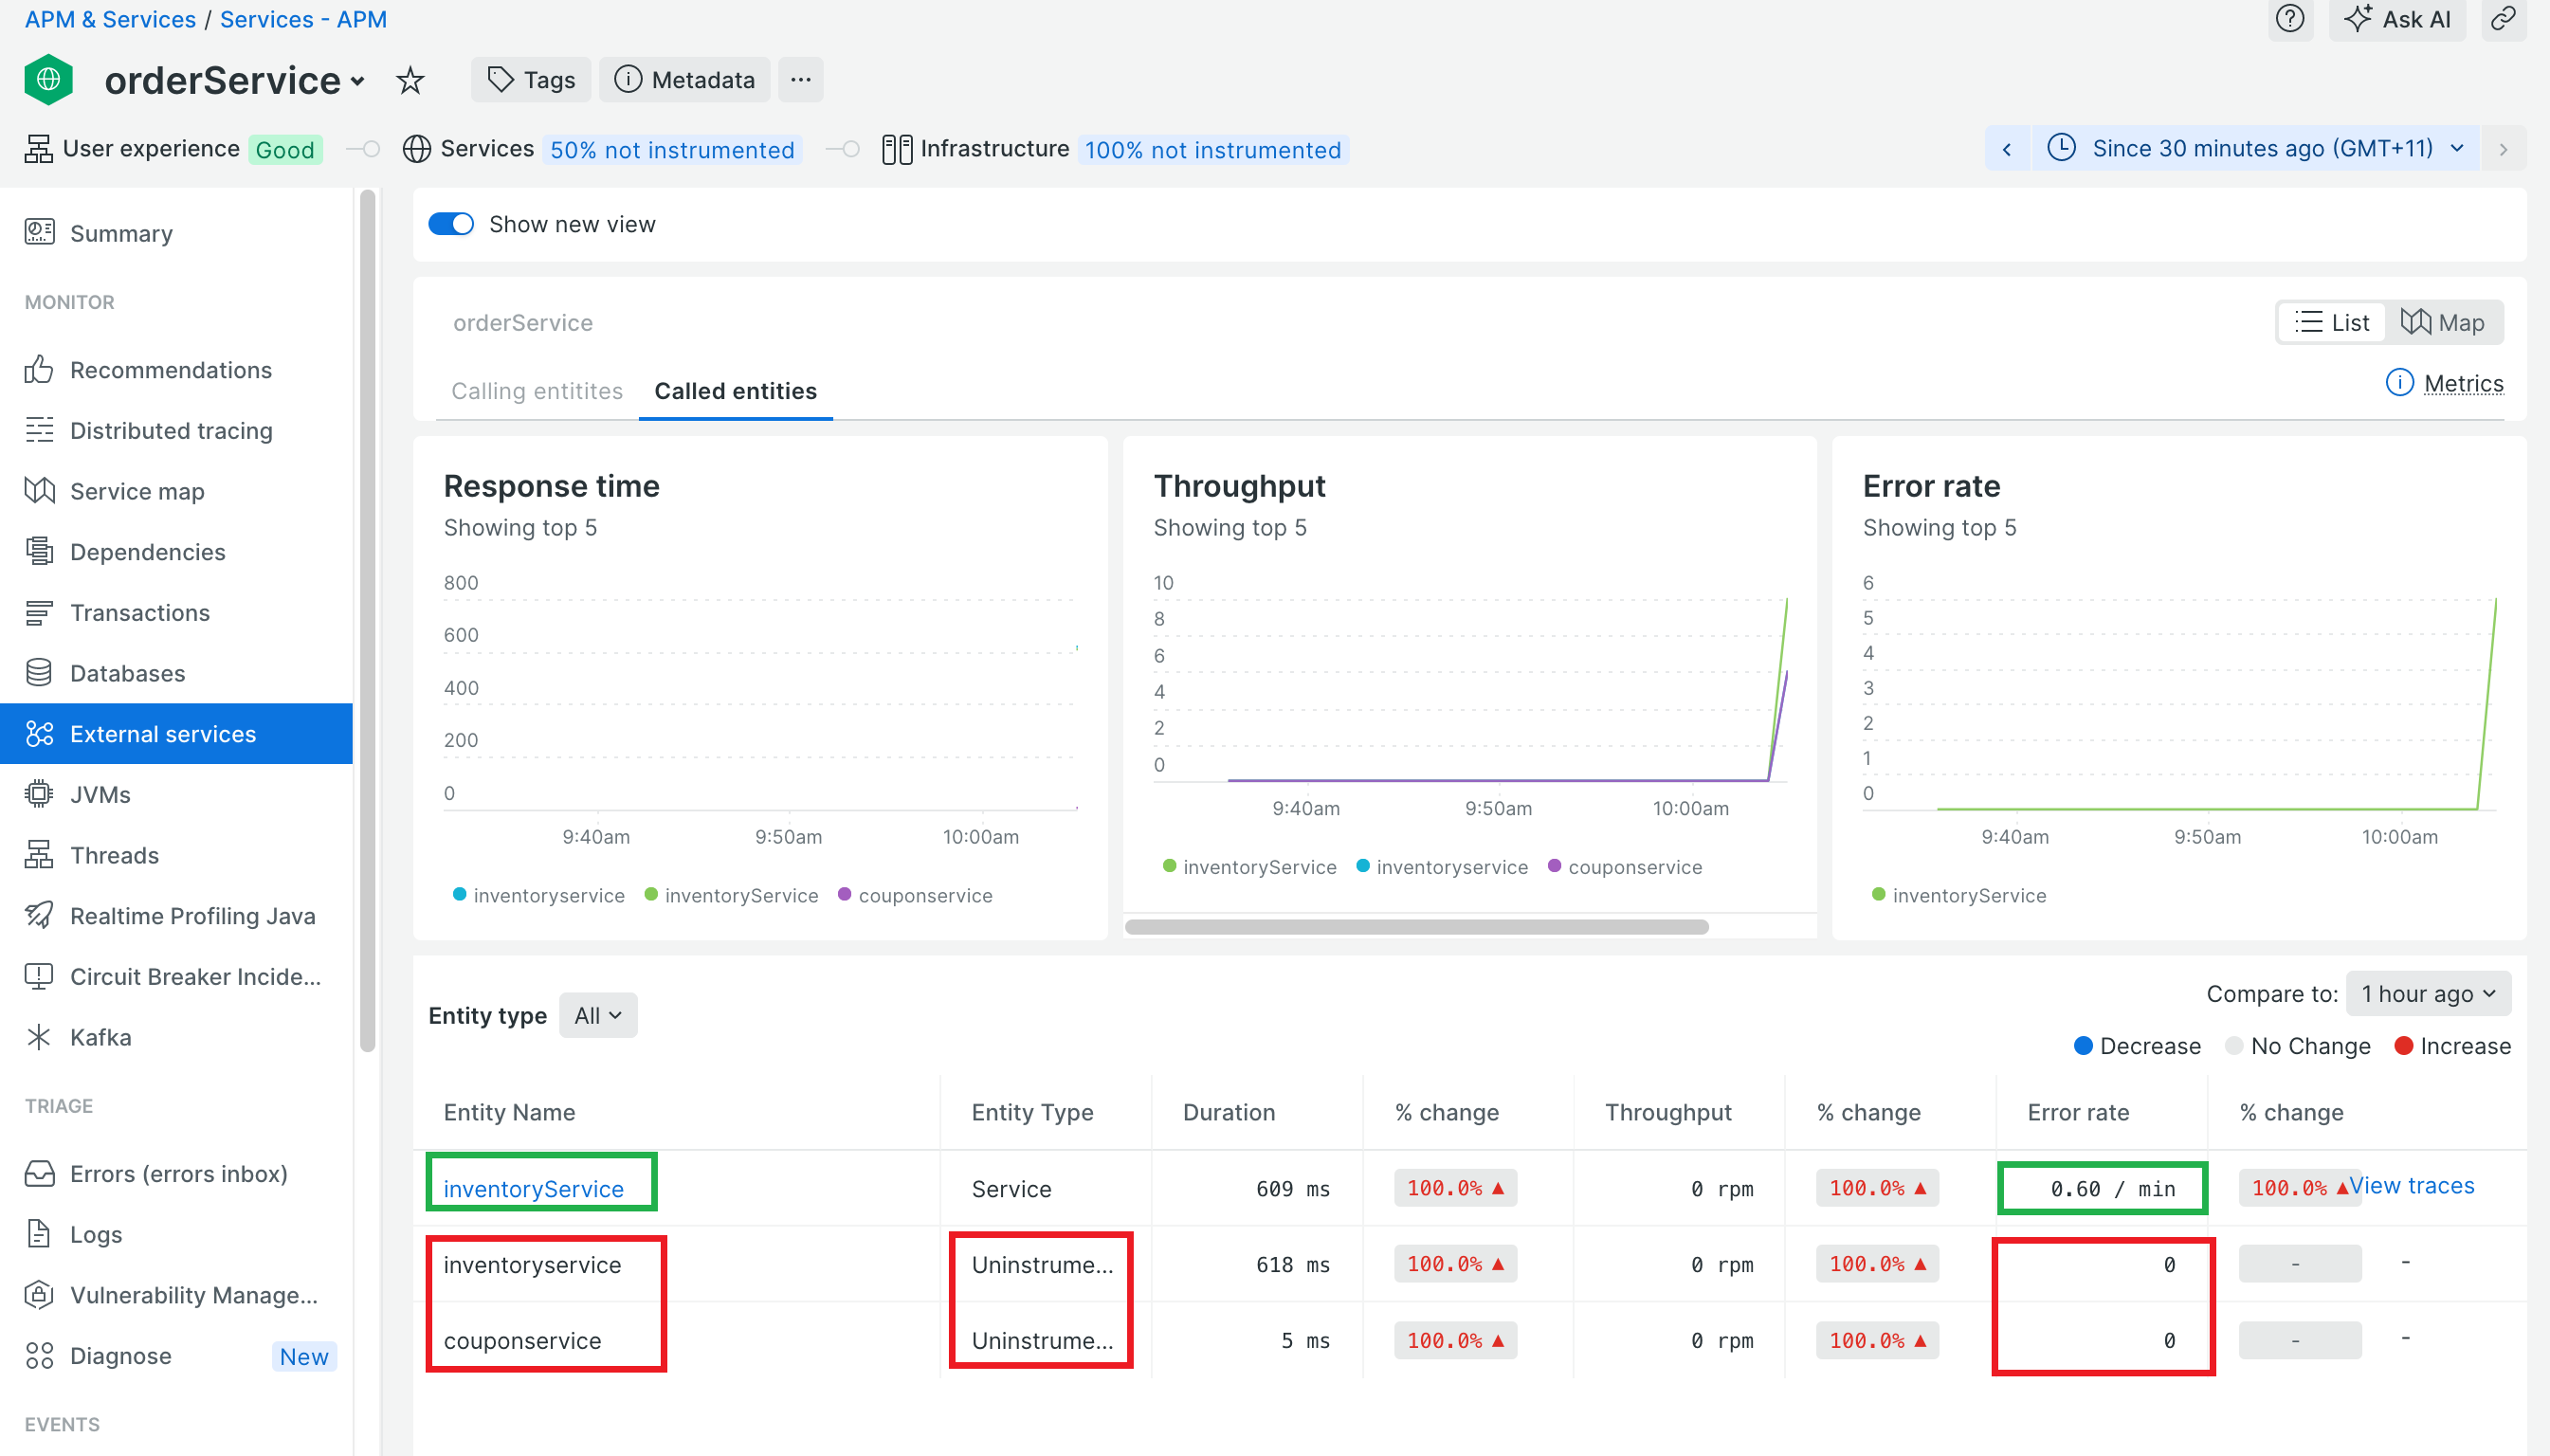 APM & Services / Services - APM
Ask AI
orderService
Tags
Metadata
...
User experience Good
Services 50% not instrumented
Infrastructure 100% not instrumented
Since 30 minutes ago (GMT+11)
Summary
MONITOR
Recommendations
Distributed tracing
Service map
Dependencies
Transactions
Databases
External services
JVMs
Threads
Realtime Profiling Java
Circuit Breaker Incide...
Kafka
TRIAGE
Errors (errors inbox)
Logs
Vulnerability Manage...
Diagnose New
EVENTS
Show new view
orderService
List Map
Calling entitites Called entities
Metrics
Response time
Showing top 5
800
600
400
200
0
9:40am 9:50am 10:00am
inventoryservice inventoryService couponservice
Throughput
Showing top 5
10
8
6
4
2
0
9:40am 9:50am 10:00am
inventoryService inventoryservice couponservice
Error rate
Showing top 5
6
5
4
3
2
1
0
9:40am 9:50am 10:00am
inventoryService
Entity type All
Compare to: 1 hour ago
Decrease No Change Increase
Entity Name Entity Type Duration % change Throughput % change Error rate % change
inventoryService Service 609 ms 100.0% ▲ 0 rpm 100.0% ▲ 0.60 / min 100.0% ▲ View traces
inventoryservice Uninstrume... 618 ms 100.0% ▲ 0 rpm 100.0% ▲ 0 - -
couponservice Uninstrume... 5 ms 100.0% ▲ 0 rpm 100.0% ▲ 0 - -